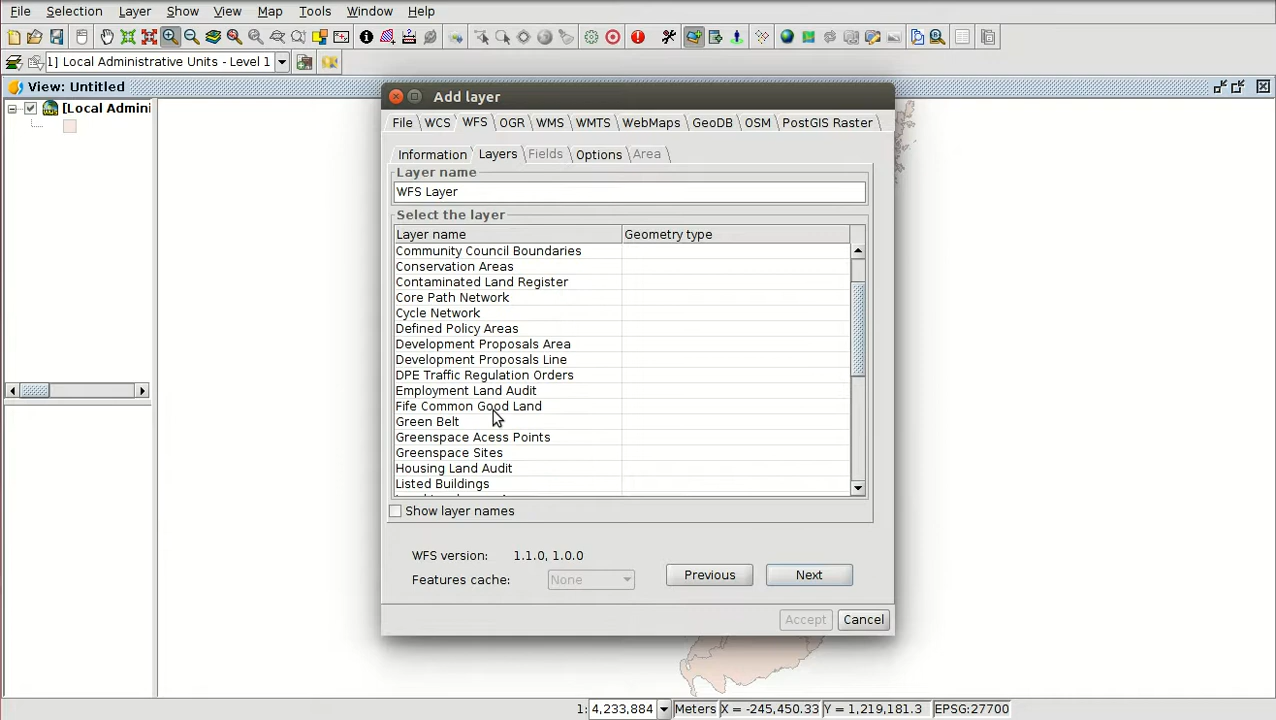 File Selection Layer Show View Map Tools Window Help
1] Local Administrative Units - Level 1
View: Untitled
[Local Admini
Add layer
File WCS WFS OGR WMS WMTS WebMaps GeoDB OSM PostGIS Raster
Information Layers Fields Options Area
Layer name
WFS Layer
Select the layer
Layer name Geometry type
Community Council Boundaries
Conservation Areas
Contaminated Land Register
Core Path Network
Cycle Network
Defined Policy Areas
Development Proposals Area
Development Proposals Line
DPE Traffic Regulation Orders
Employment Land Audit
Fife Common Good Land
Green Belt
Greenspace Acess Points
Greenspace Sites
Housing Land Audit
Listed Buildings
Show layer names
WFS version: 1.1.0, 1.0.0
Features cache: None
Previous Next
Accept Cancel
1: 4,233,884 Meters X = -245,450.33 Y = 1,219,181.3 EPSG:27700